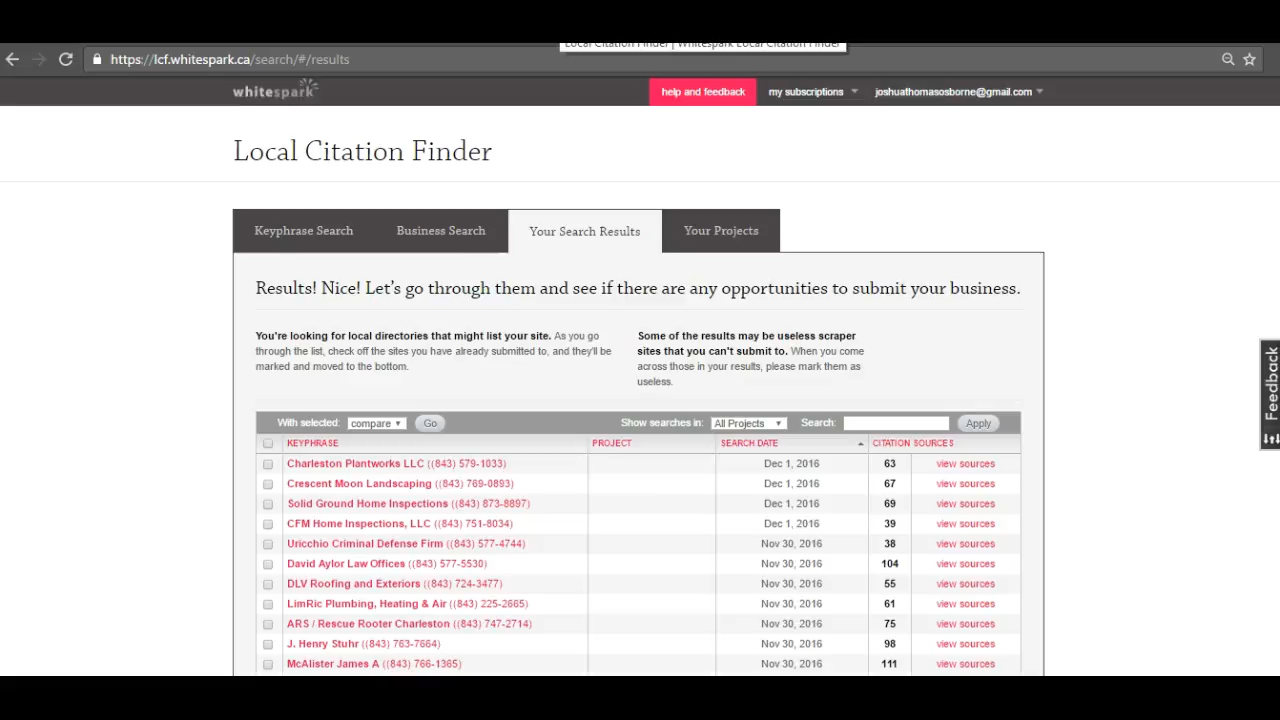 Local Citation Finder | Whitespark Local Citation Finder
https://lcf.whitespark.ca/search/#/results
whitespark
help and feedback
my subscriptions
joshuathomasosborne@gmail.com
Local Citation Finder
Keyphrase Search
Business Search
Your Search Results
Your Projects
Results! Nice! Let's go through them and see if there are any opportunities to submit your business.
You're looking for local directories that might list your site. As you go
through the list, check off the sites you have already submitted to, and they'll be
marked and moved to the bottom.
Some of the results may be useless scraper
sites that you can't submit to. When you come
across those in your results, please mark them as
useless.
With selected: compare Go Show searches in: All Projects Search: Apply
KEYPHRASE PROJECT SEARCH DATE CITATION SOURCES
Charleston Plantworks LLC ((843) 579-1033) Dec 1, 2016 63 view sources
Crescent Moon Landscaping ((843) 769-0893) Dec 1, 2016 67 view sources
Solid Ground Home Inspections ((843) 873-8897) Dec 1, 2016 69 view sources
CFM Home Inspections, LLC ((843) 751-8034) Dec 1, 2016 39 view sources
Uricchio Criminal Defense Firm ((843) 577-4744) Nov 30, 2016 38 view sources
David Aylor Law Offices ((843) 577-5530) Nov 30, 2016 104 view sources
DLV Roofing and Exteriors ((843) 724-3477) Nov 30, 2016 55 view sources
LimRic Plumbing, Heating & Air ((843) 225-2665) Nov 30, 2016 61 view sources
ARS / Rescue Rooter Charleston ((843) 747-2714) Nov 30, 2016 75 view sources
J. Henry Stuhr ((843) 763-7664) Nov 30, 2016 98 view sources
McAlister James A ((843) 766-1365) Nov 30, 2016 111 view sources
Feedback